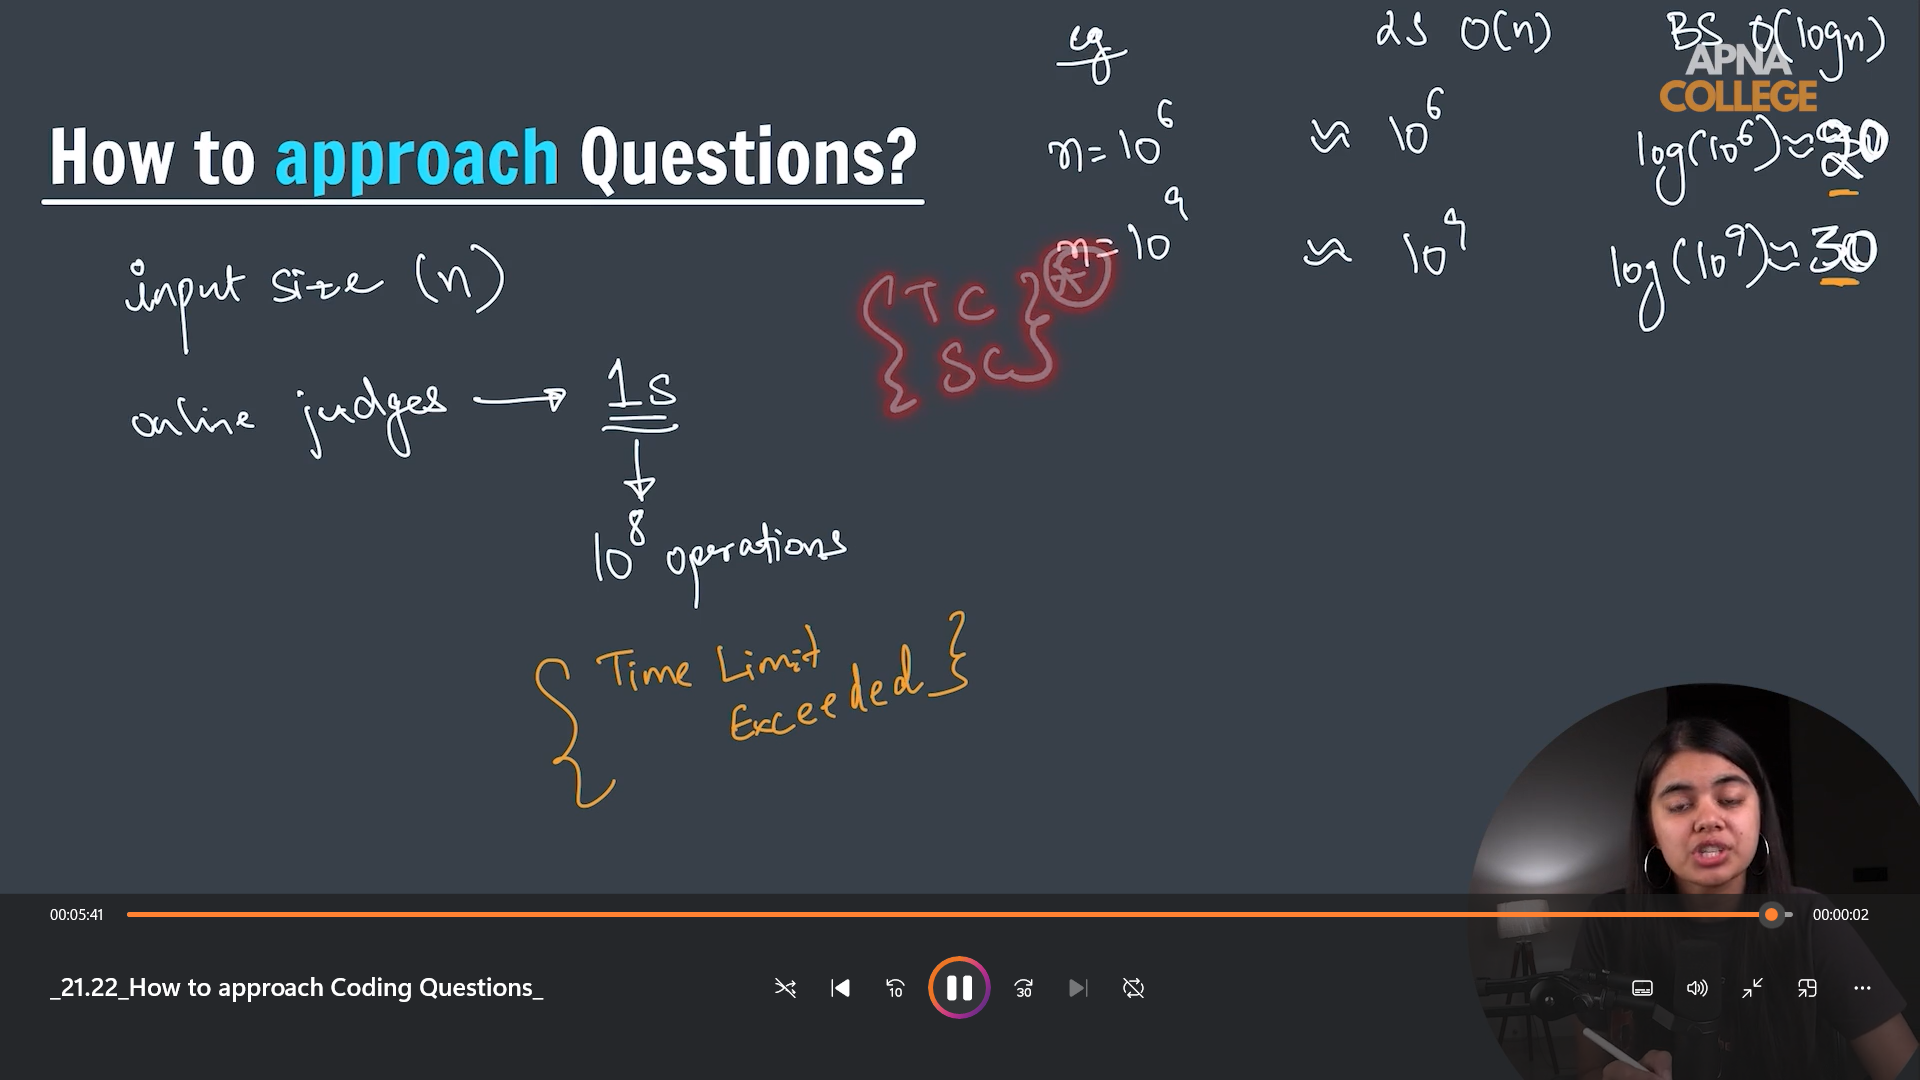 eg
LS O(n)
BS O(log n)
APNA
COLLEGE
How to approach Questions?
n = 10^6 ≈ 10^6 log(10^6) ≈ 20
n = 10^9 ≈ 10^9 log(10^9) ≈ 30
input size (n)
{TC} *
{SC}
online judges → 1s
↓
10^8 operations
{Time Limit
Exceeded}
00:05:41
00:00:02
_21.22_How to approach Coding Questions_
10
30